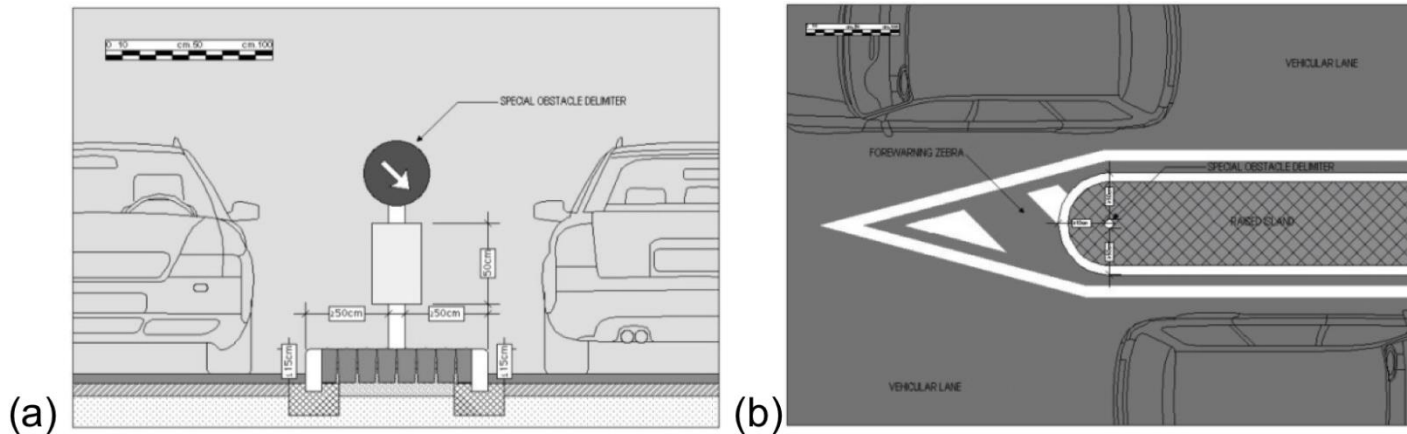 0 10 cm.50 cm.100
SPECIAL OBSTACLE DELIMITER
50cm
≥50cm ≥50cm
≤15cm ≤15cm
(a)
VEHICULAR LANE
FOREWARNING ZEBRA
SPECIAL OBSTACLE DELIMITER
RAISED ISLAND
VEHICULAR LANE
(b)